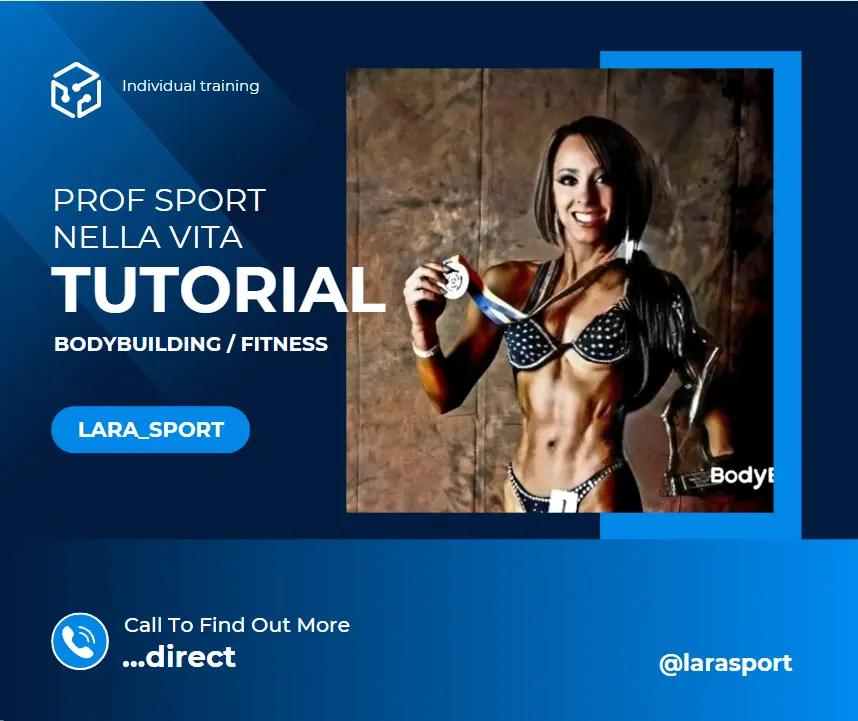 Individual training
PROF SPORT
NELLA VITA
TUTORIAL
BODYBUILDING / FITNESS
LARA_SPORT
BodyB
Call To Find Out More
...direct
@larasport